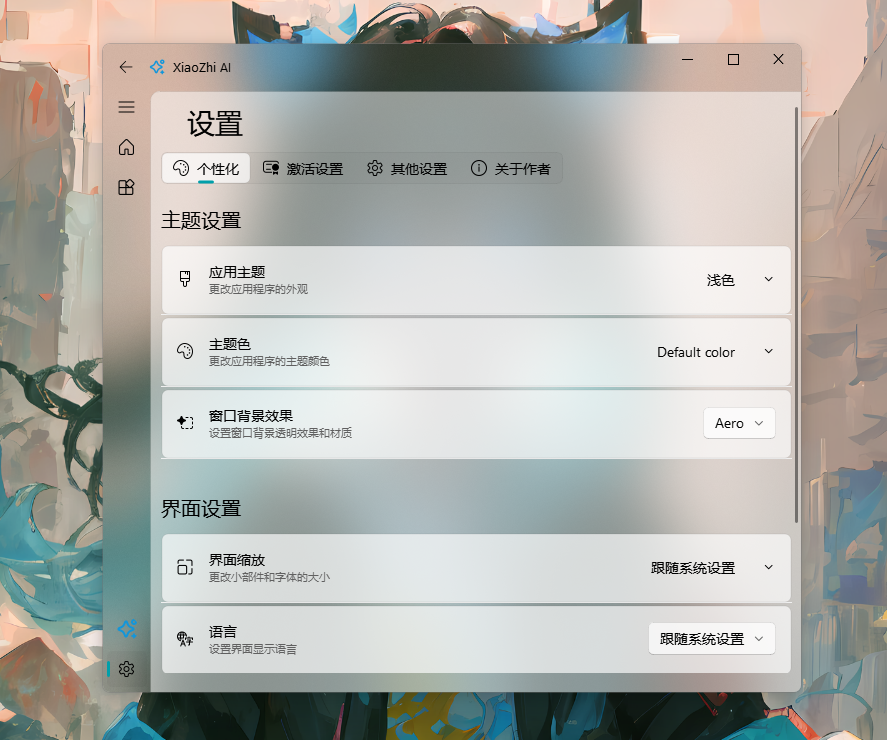 XiaoZhi AI
设置
个性化 激活设置 其他设置 关于作者
主题设置
应用主题
更改应用程序的外观
浅色
主题色
更改应用程序的主题颜色
Default color
窗口背景效果
设置窗口背景透明效果和材质
Aero
界面设置
界面缩放
更改小部件和字体的大小
跟随系统设置
语言
设置界面显示语言
跟随系统设置